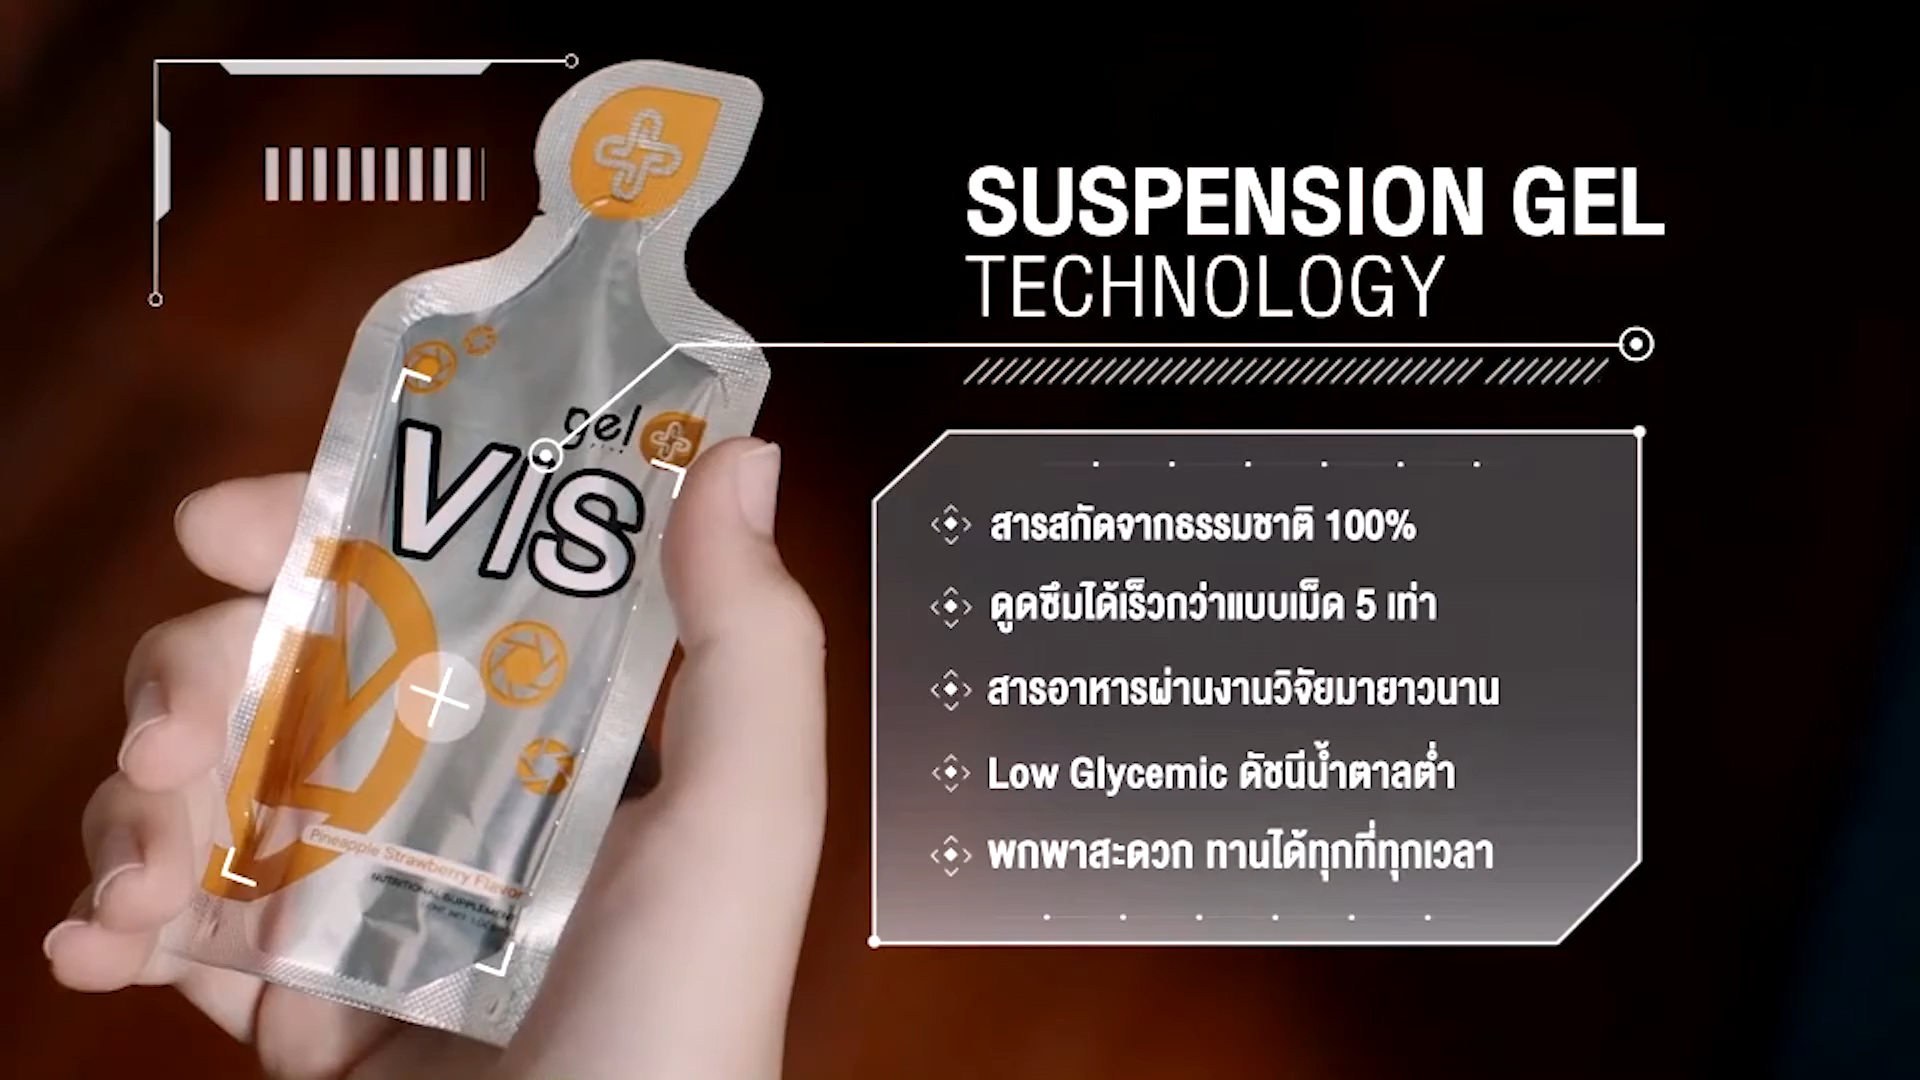 SUSPENSION GEL
TECHNOLOGY
gel
Vis
สารสกัดจากธรรมชาติ 100%
ดูดซึมได้เร็วกว่าแบบเม็ด 5 เท่า
สารอาหารผ่านงานวิจัยมายาวนาน
Low Glycemic ดัชนีน้ำตาลต่ำ
พกพาสะดวก ทานได้ทุกที่ทุกเวลา
Pineapple Strawberry Flavor
NUTRITIONAL SUPPLEMENT